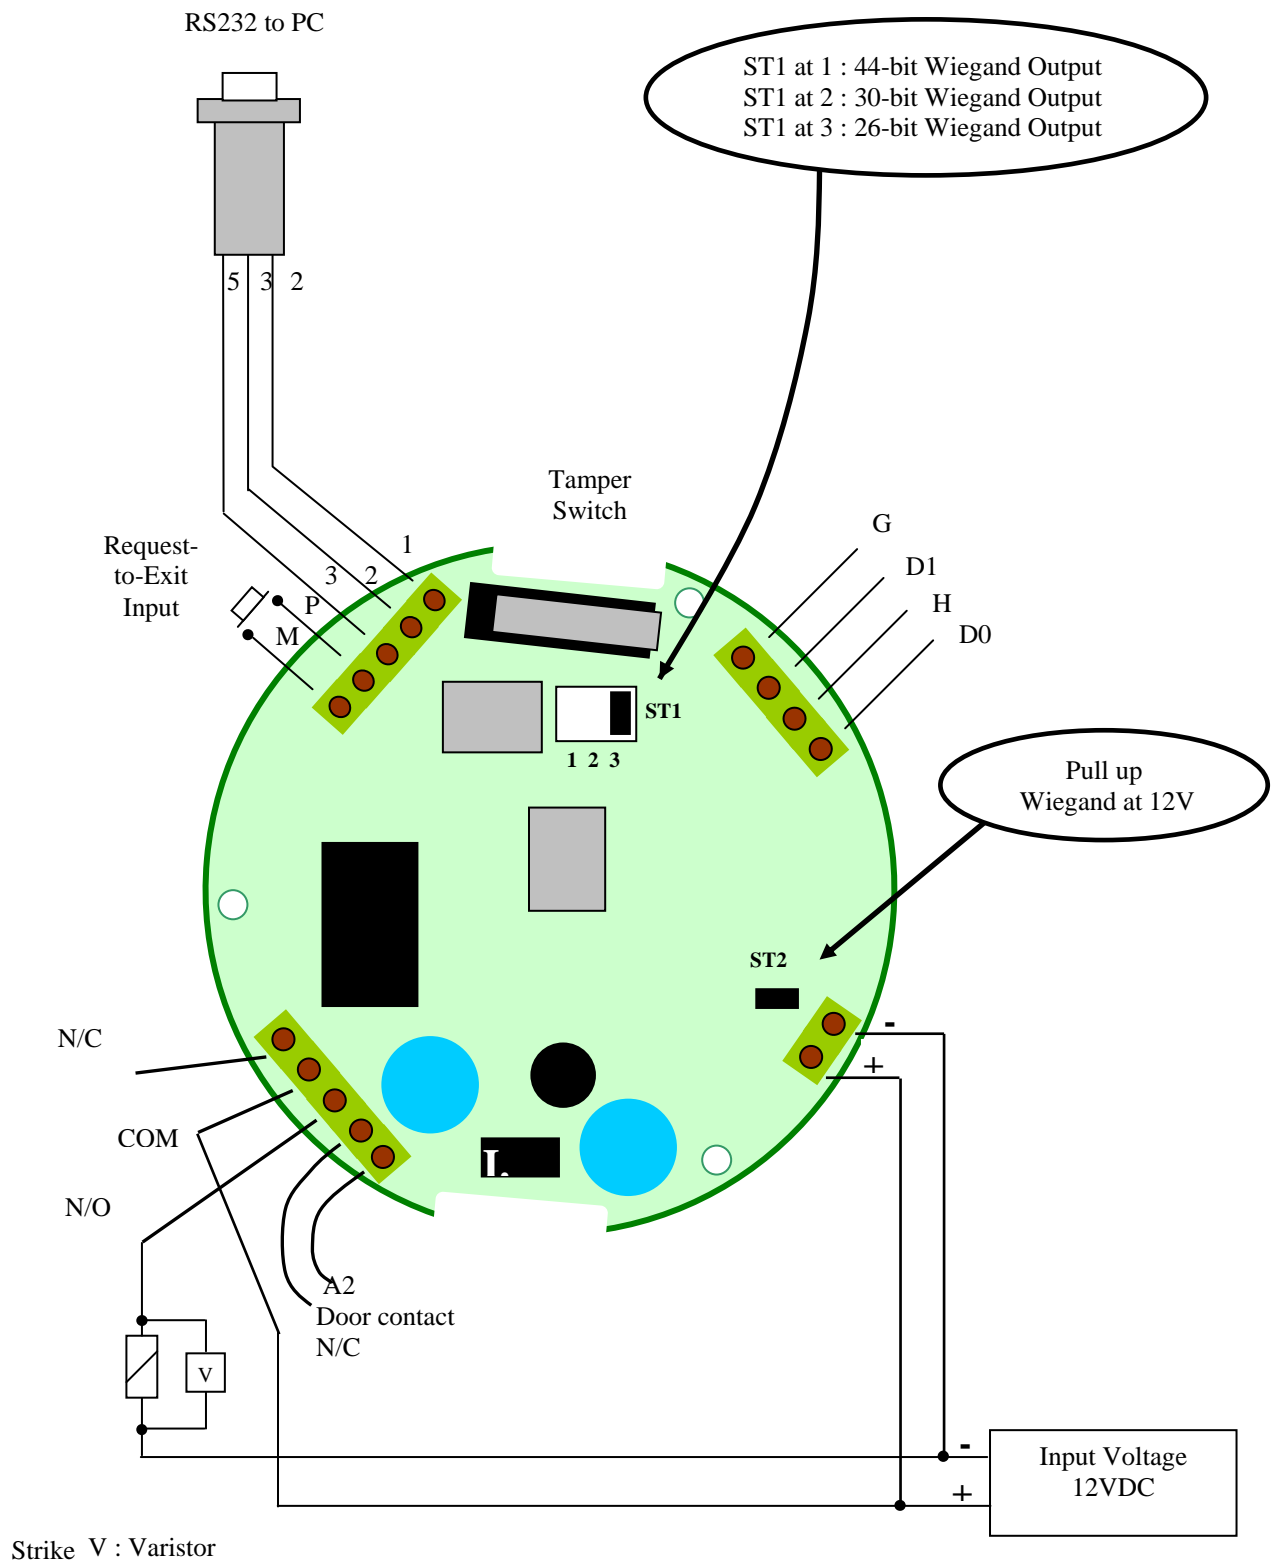 RS232 to PC
ST1 at 1 : 44-bit Wiegand Output
ST1 at 2 : 30-bit Wiegand Output
ST1 at 3 : 26-bit Wiegand Output
5 3 2
Tamper
Switch
Request-
to-Exit
Input
1
3 2
P
M
G
D1
H
D0
ST1
1 2 3
Pull up
Wiegand at 12V
ST2
-
+
N/C
COM
N/O
L.
A2
Door contact
N/C
V
-
+
Input Voltage
12VDC
Strike V : Varistor